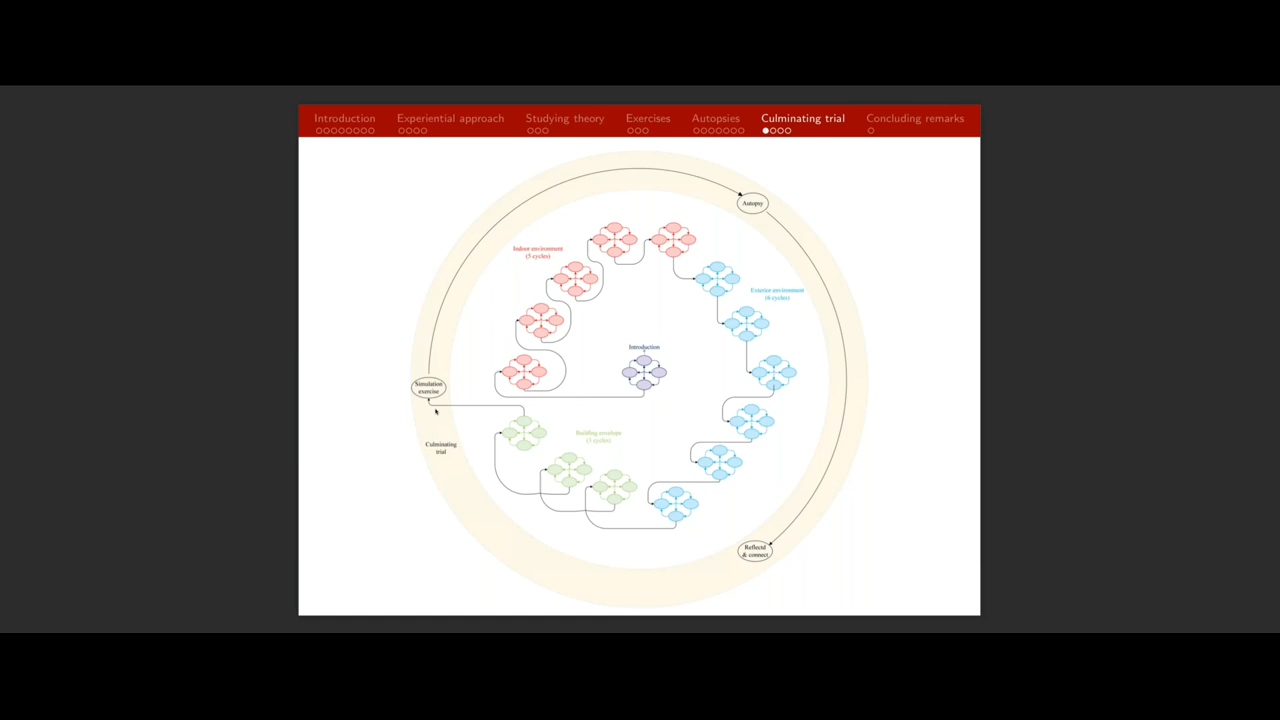 Introduction
Experiential approach
Studying theory
Exercises
Autopsies
Culminating trial
Concluding remarks
Autopsy
Indoor environment
(5 cycles)
Exterior environment
(6 cycles)
Introduction
Simulation
exercise
Building envelope
(3 cycles)
Culminating
trial
Reflectd
& connect